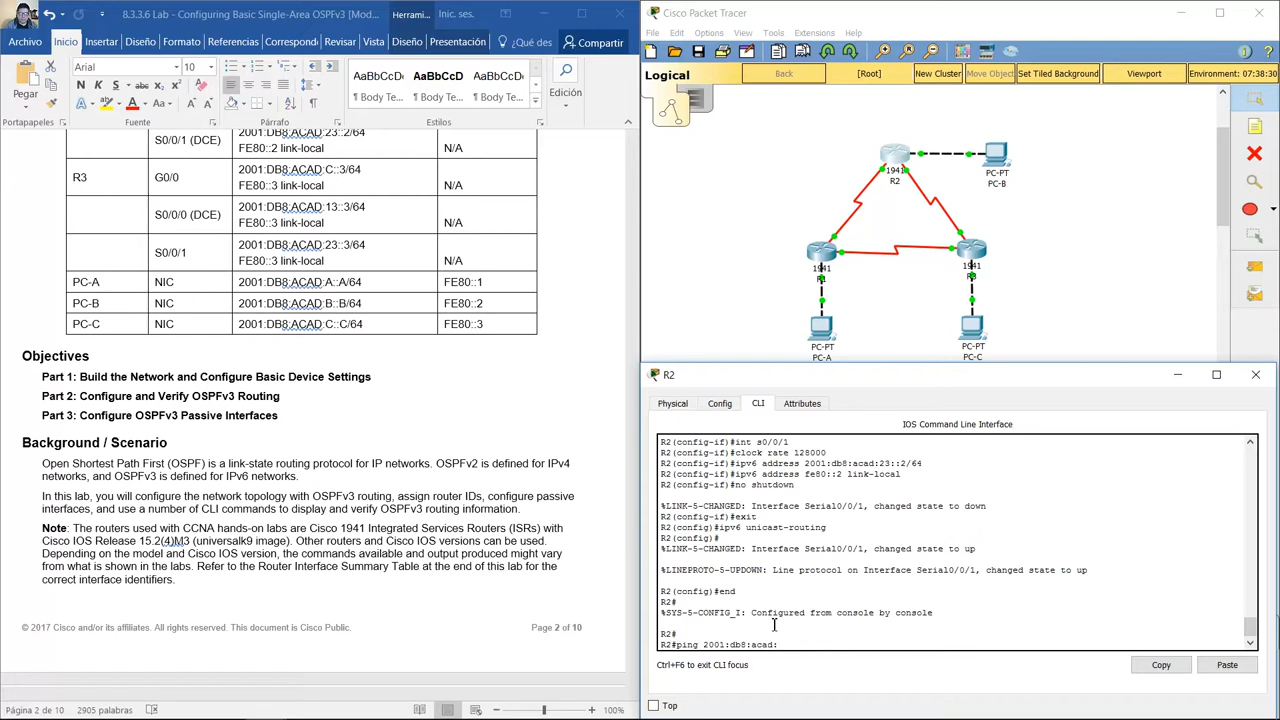 8.3.3.6 Lab - Configuring Basic Single-Area OSPFv3 [Mod...
Herrami...
Inic. ses.
Archivo Inicio Insertar Diseño Formato Referencias Correspond Revisar Vista Diseño Presentación ¿Qué des Compartir
Arial 10
N K S abc x₂ x²
Pegar
AaBbCcD AaBbCcD AaBbCcD
¶ Body Te... ¶ Body Te... ¶ Body Te...
Edición
Portapapeles Fuente Párrafo Estilos
S0/0/1 (DCE) 2001:DB8:ACAD:23::2/64
FE80::2 link-local N/A
R3 G0/0 2001:DB8:ACAD:C::3/64
FE80::3 link-local N/A
S0/0/0 (DCE) 2001:DB8:ACAD:13::3/64
FE80::3 link-local N/A
S0/0/1 2001:DB8:ACAD:23::3/64
FE80::3 link-local N/A
PC-A NIC 2001:DB8:ACAD:A::A/64 FE80::1
PC-B NIC 2001:DB8:ACAD:B::B/64 FE80::2
PC-C NIC 2001:DB8:ACAD:C::C/64 FE80::3
Objectives
Part 1: Build the Network and Configure Basic Device Settings
Part 2: Configure and Verify OSPFv3 Routing
Part 3: Configure OSPFv3 Passive Interfaces
Background / Scenario
Open Shortest Path First (OSPF) is a link-state routing protocol for IP networks. OSPFv2 is defined for IPv4
networks, and OSPFv3 is defined for IPv6 networks.
In this lab, you will configure the network topology with OSPFv3 routing, assign router IDs, configure passive
interfaces, and use a number of CLI commands to display and verify OSPFv3 routing information.
Note: The routers used with CCNA hands-on labs are Cisco 1941 Integrated Services Routers (ISRs) with
Cisco IOS Release 15.2(4)M3 (universalk9 image). Other routers and Cisco IOS versions can be used.
Depending on the model and Cisco IOS version, the commands available and output produced might vary
from what is shown in the labs. Refer to the Router Interface Summary Table at the end of this lab for the
correct interface identifiers.
© 2017 Cisco and/or its affiliates. All rights reserved. This document is Cisco Public. Page 2 of 10
Página 2 de 10 2905 palabras 100%
Cisco Packet Tracer
File Edit Options View Tools Extensions Help
Logical Back [Root] New Cluster Move Object Set Tiled Background Viewport Environment: 07:38:30
1941
R2
PC-PT
PC-B
1941
R1
1941
R3
PC-PT
PC-A
PC-PT
PC-C
R2
Physical Config CLI Attributes
IOS Command Line Interface
R2(config-if)#int s0/0/1
R2(config-if)#clock rate 128000
R2(config-if)#ipv6 address 2001:db8:acad:23::2/64
R2(config-if)#ipv6 address fe80::2 link-local
R2(config-if)#no shutdown
%LINK-5-CHANGED: Interface Serial0/0/1, changed state to down
R2(config-if)#exit
R2(config)#ipv6 unicast-routing
R2(config)#
%LINK-5-CHANGED: Interface Serial0/0/1, changed state to up
%LINEPROTO-5-UPDOWN: Line protocol on Interface Serial0/0/1, changed state to up
R2(config)#end
R2#
%SYS-5-CONFIG_I: Configured from console by console
R2#
R2#ping 2001:db8:acad:
Ctrl+F6 to exit CLI focus
Copy Paste
Top